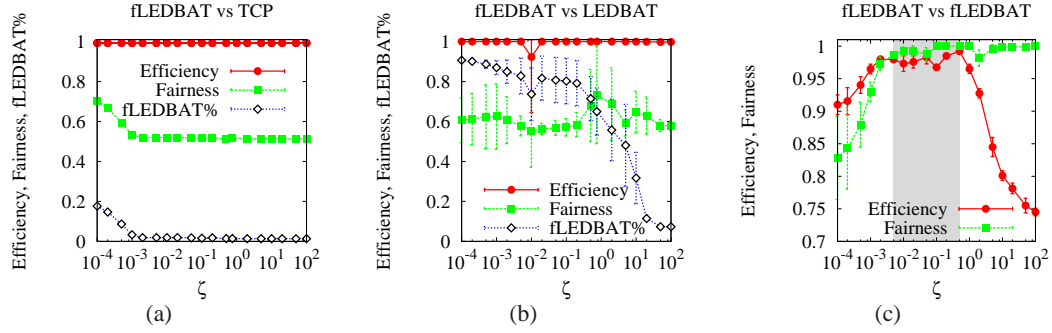 fLEDBAT vs TCP
Efficiency, Fairness, fLEDBAT%
1
0.8
0.6
0.4
0.2
0
Efficiency
Fairness
fLEDBAT%
10^-4 10^-3 10^-2 10^-1 10^0 10^1 10^2
ζ
(a)
fLEDBAT vs LEDBAT
Efficiency, Fairness, fLEDBAT%
1
0.8
0.6
0.4
0.2
0
Efficiency
Fairness
fLEDBAT%
10^-4 10^-3 10^-2 10^-1 10^0 10^1 10^2
ζ
(b)
fLEDBAT vs fLEDBAT
Efficiency, Fairness
1
0.95
0.9
0.85
0.8
0.75
0.7
Efficiency
Fairness
10^-4 10^-3 10^-2 10^-1 10^0 10^1 10^2
ζ
(c)